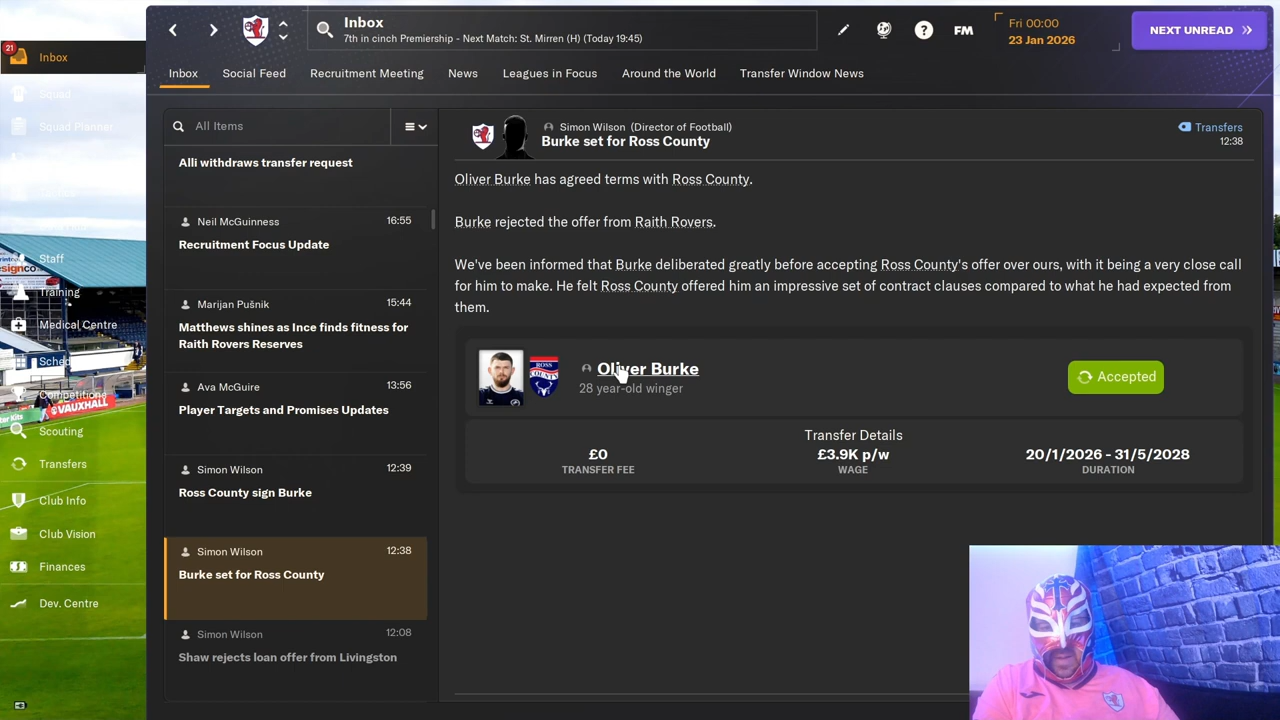 Inbox
7th in cinch Premiership - Next Match: St. Mirren (H) (Today 19:45)
FM
Fri 00:00
23 Jan 2026
NEXT UNREAD
21
Inbox
Squad
Squad Planner
Staff
Training
Medical Centre
Sched
Competitions
Scouting
Transfers
Club Info
Club Vision
Finances
Dev. Centre
VAUXHALL
Inbox
Social Feed
Recruitment Meeting
News
Leagues in Focus
Around the World
Transfer Window News
All Items
Alli withdraws transfer request
Neil McGuinness 16:55
Recruitment Focus Update
Marijan Pušnik 15:44
Matthews shines as Ince finds fitness for
Raith Rovers Reserves
Ava McGuire 13:56
Player Targets and Promises Updates
Simon Wilson 12:39
Ross County sign Burke
Simon Wilson 12:38
Burke set for Ross County
Simon Wilson 12:08
Shaw rejects loan offer from Livingston
Simon Wilson (Director of Football)
Burke set for Ross County
Transfers
12:38
Oliver Burke has agreed terms with Ross County.
Burke rejected the offer from Raith Rovers.
We've been informed that Burke deliberated greatly before accepting Ross County's offer over ours, with it being a very close call
for him to make. He felt Ross County offered him an impressive set of contract clauses compared to what he had expected from
them.
Oliver Burke
28 year-old winger
Accepted
Transfer Details
£0
TRANSFER FEE
£3.9K p/w
WAGE
20/1/2026 - 31/5/2028
DURATION